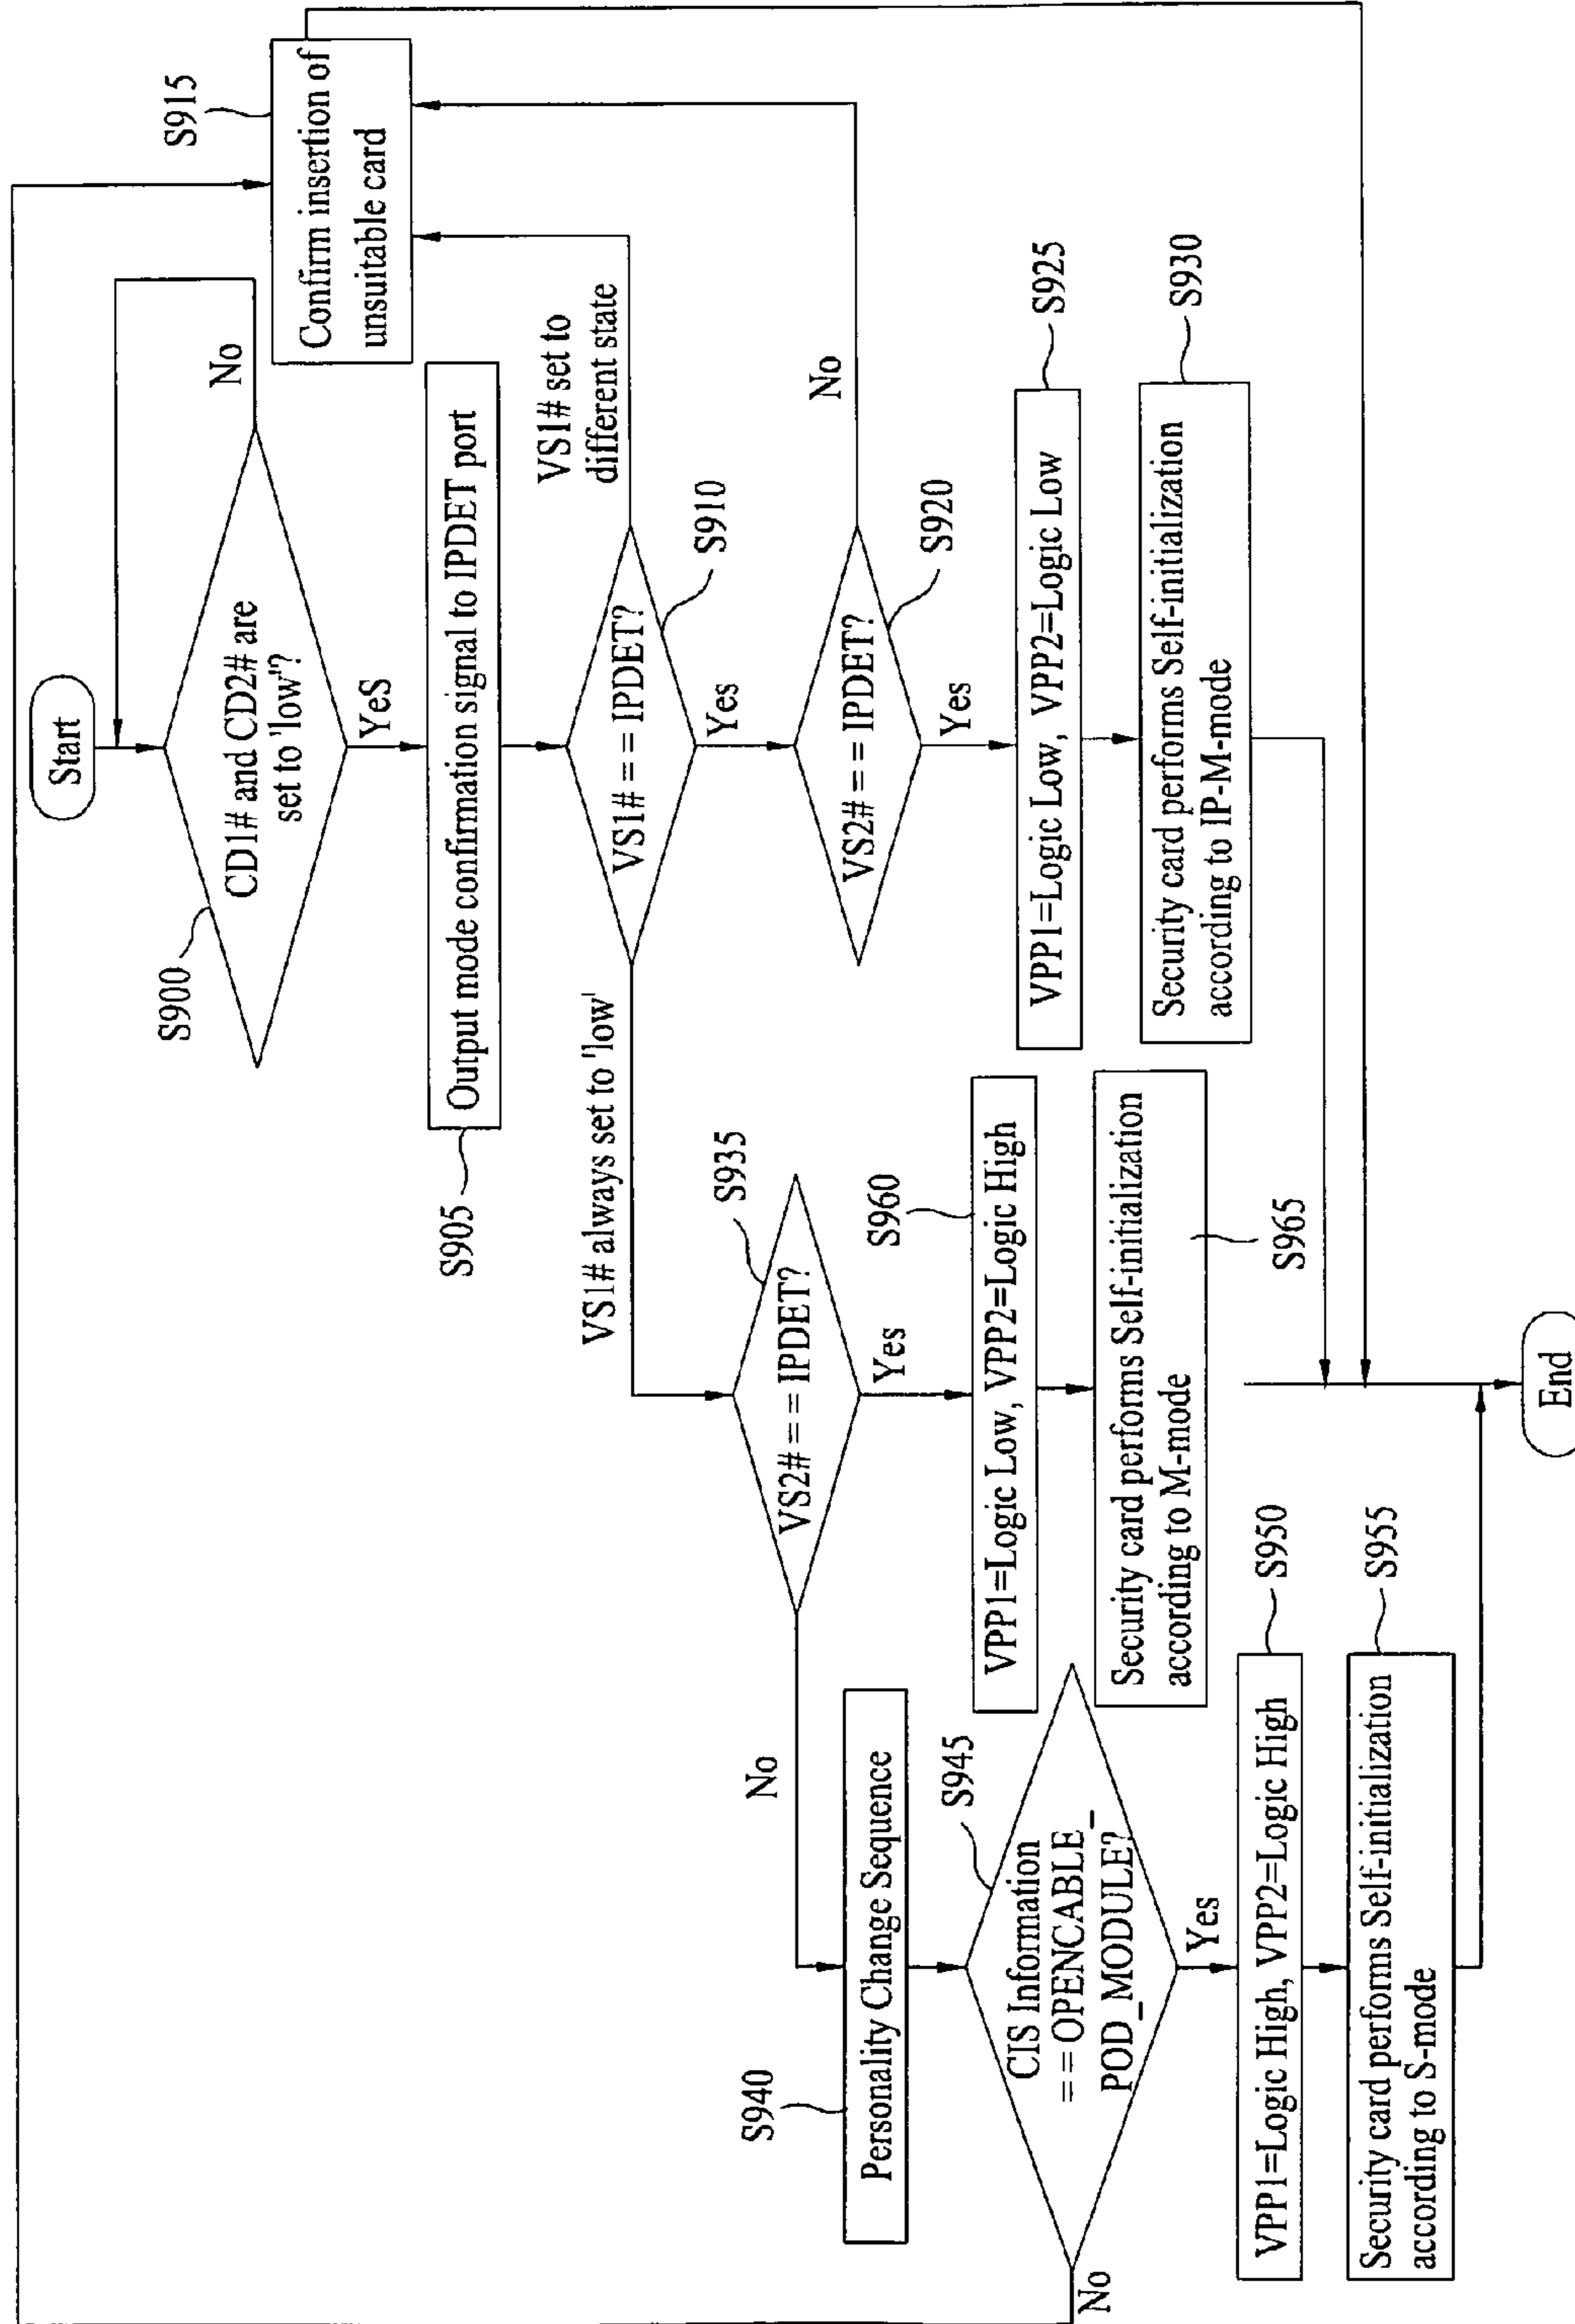 Start
S900
CD1# and CD2# are
set to 'low'?
No
YeS
S915
Confirm insertion of
unsuitable card
S905
Output mode confirmation signal to IPDET port
VS1# always set to 'low'
VS1# == IPDET?
S910
VS1# set to
different state
Yes
S935
VS2# == IPDET?
No
Yes
VS2# == IPDET?
S920
No
Yes
S940
Personality Change Sequence
S960
VPP1=Logic Low, VPP2=Logic High
VPP1=Logic Low, VPP2=Logic Low
S925
S945
CIS Information
== OPENCABLE_
POD_MODULE?
No
Yes
Security card performs Self-initialization
according to M-mode
S965
Security card performs Self-initialization
according to IP-M-mode
S930
VPP1=Logic High, VPP2=Logic High
S950
Security card performs Self-initialization
according to S-mode
S955
End